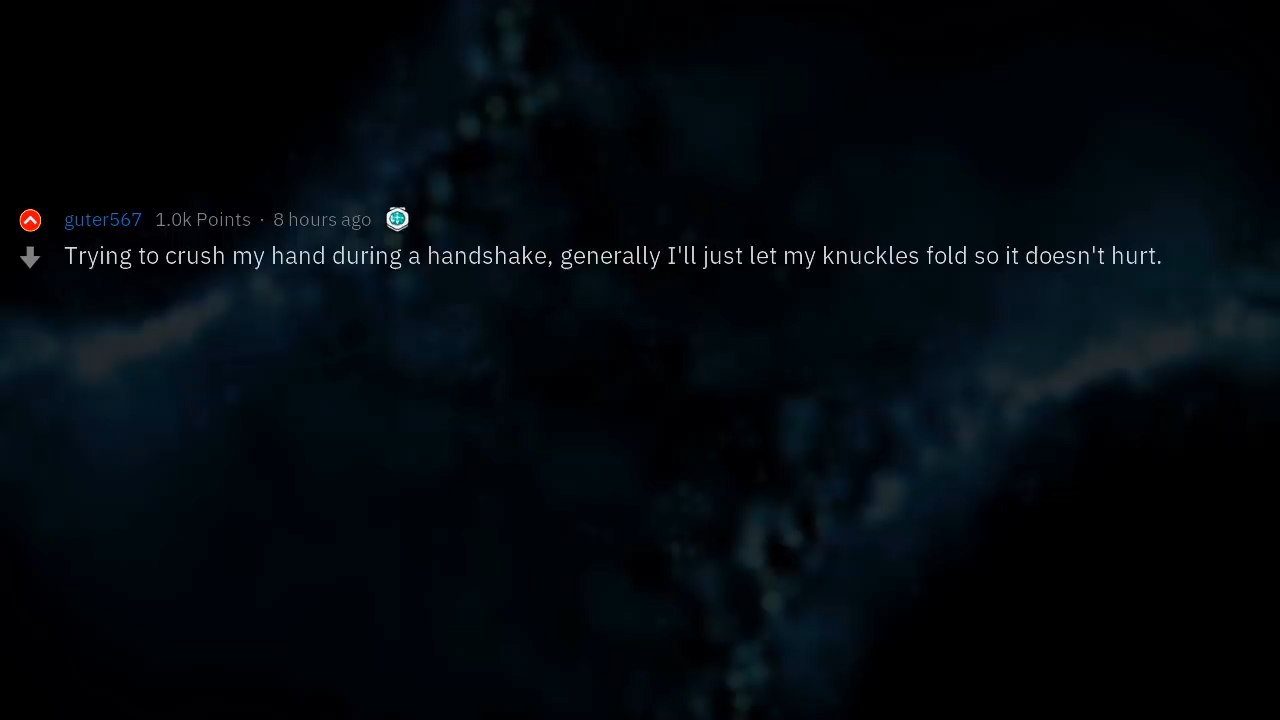 guter567 1.0k Points · 8 hours ago
Trying to crush my hand during a handshake, generally I'll just let my knuckles fold so it doesn't hurt.